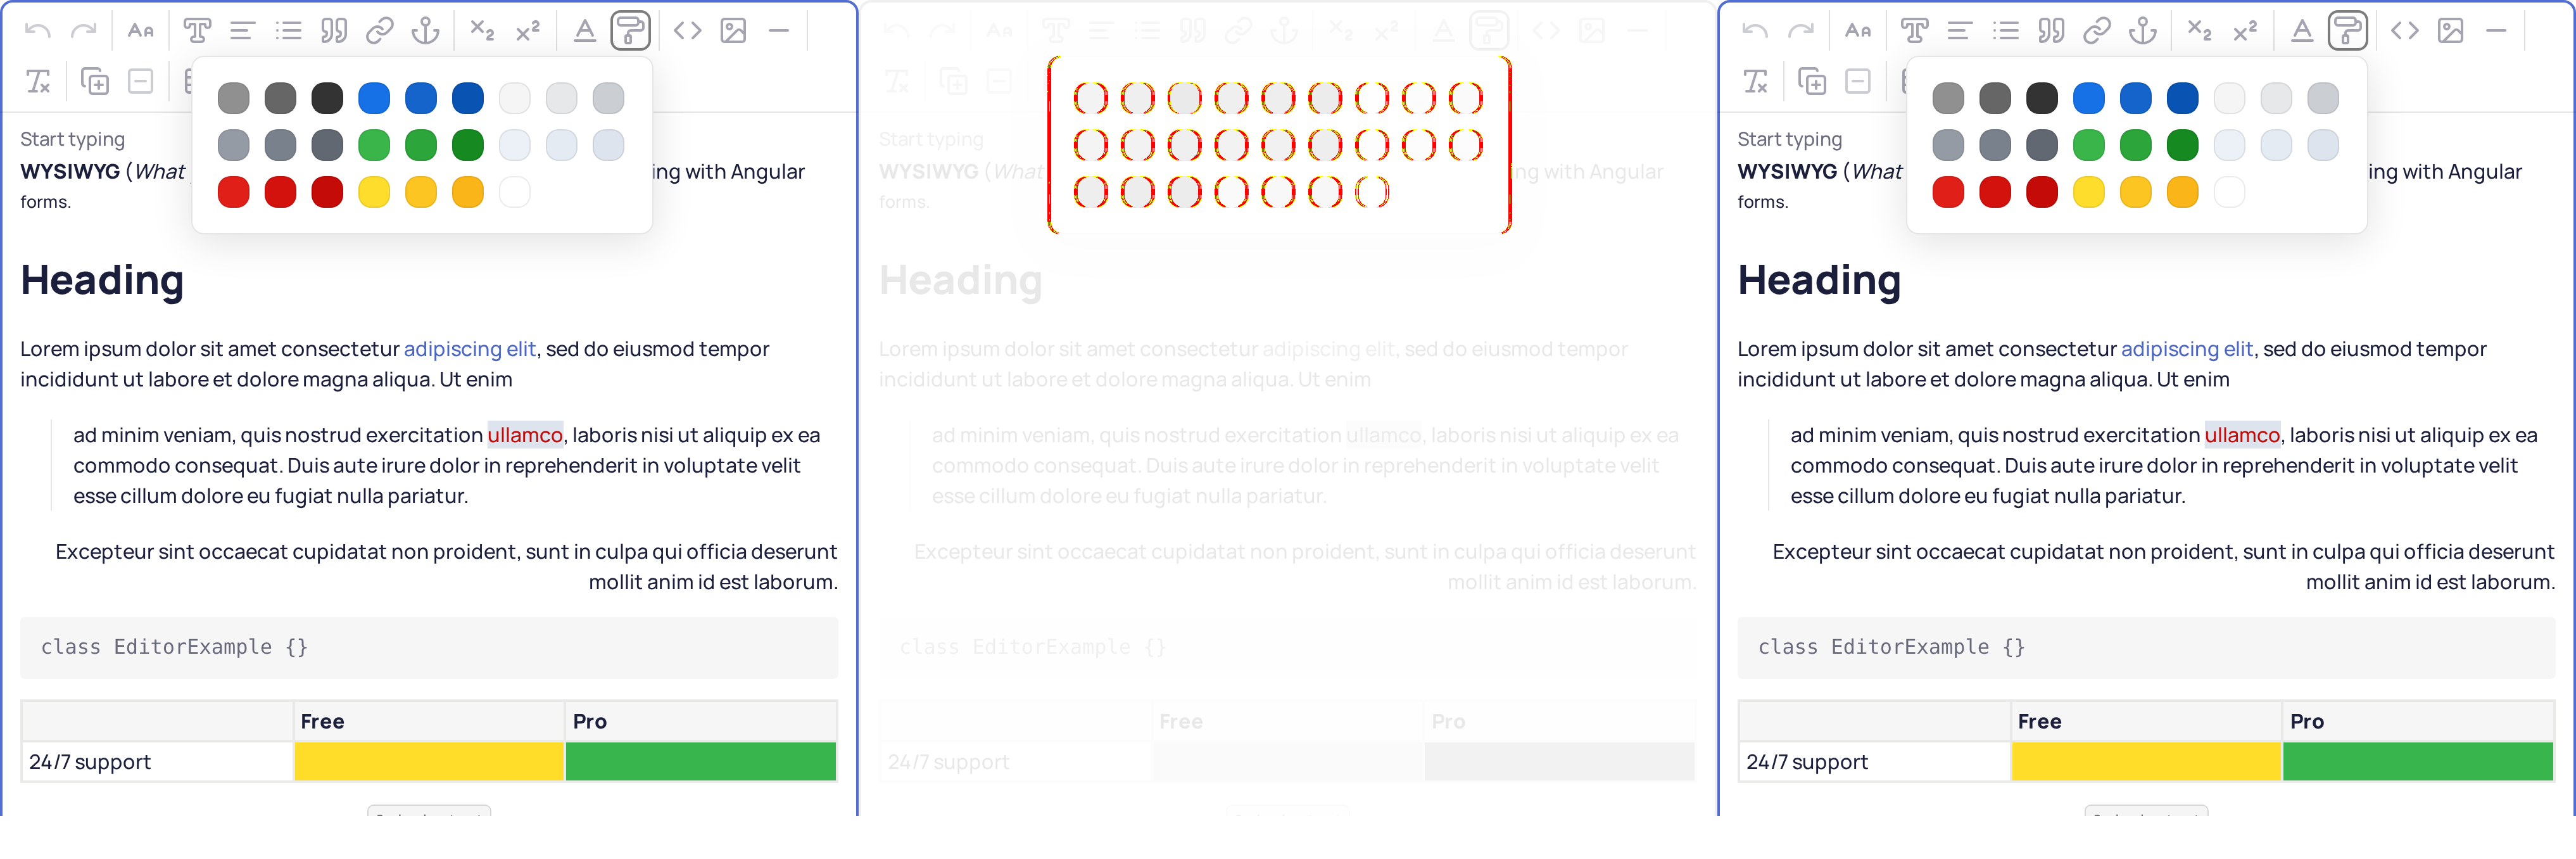 Start typing
WYSIWYG (What
ing with Angular
forms.
Heading
Lorem ipsum dolor sit amet consectetur adipiscing elit, sed do eiusmod tempor
incididunt ut labore et dolore magna aliqua. Ut enim
ad minim veniam, quis nostrud exercitation ullamco, laboris nisi ut aliquip ex ea
commodo consequat. Duis aute irure dolor in reprehenderit in voluptate velit
esse cillum dolore eu fugiat nulla pariatur.
Excepteur sint occaecat cupidatat non proident, sunt in culpa qui officia deserunt
mollit anim id est laborum.
class EditorExample {}
Free Pro
24/7 support
Start typing
WYSIWYG (What
ing with Angular
forms.
Heading
Lorem ipsum dolor sit amet consectetur adipiscing elit, sed do eiusmod tempor
incididunt ut labore et dolore magna aliqua. Ut enim
ad minim veniam, quis nostrud exercitation ullamco, laboris nisi ut aliquip ex ea
commodo consequat. Duis aute irure dolor in reprehenderit in voluptate velit
esse cillum dolore eu fugiat nulla pariatur.
Excepteur sint occaecat cupidatat non proident, sunt in culpa qui officia deserunt
mollit anim id est laborum.
class EditorExample {}
Free Pro
24/7 support
Start typing
WYSIWYG (What
ing with Angular
forms.
Heading
Lorem ipsum dolor sit amet consectetur adipiscing elit, sed do eiusmod tempor
incididunt ut labore et dolore magna aliqua. Ut enim
ad minim veniam, quis nostrud exercitation ullamco, laboris nisi ut aliquip ex ea
commodo consequat. Duis aute irure dolor in reprehenderit in voluptate velit
esse cillum dolore eu fugiat nulla pariatur.
Excepteur sint occaecat cupidatat non proident, sunt in culpa qui officia deserunt
mollit anim id est laborum.
class EditorExample {}
Free Pro
24/7 support